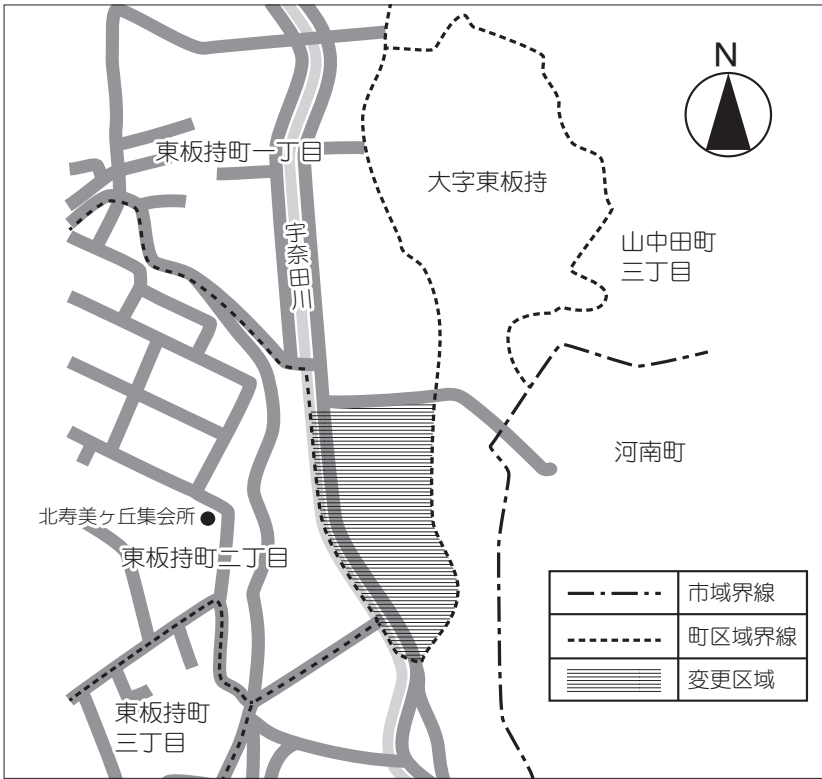 N
東板持町一丁目
大字東板持
山中田町
三丁目
宇奈田川
河南町
北寿美ヶ丘集会所
東板持町二丁目
東板持町
三丁目
市域界線
町区域界線
変更区域